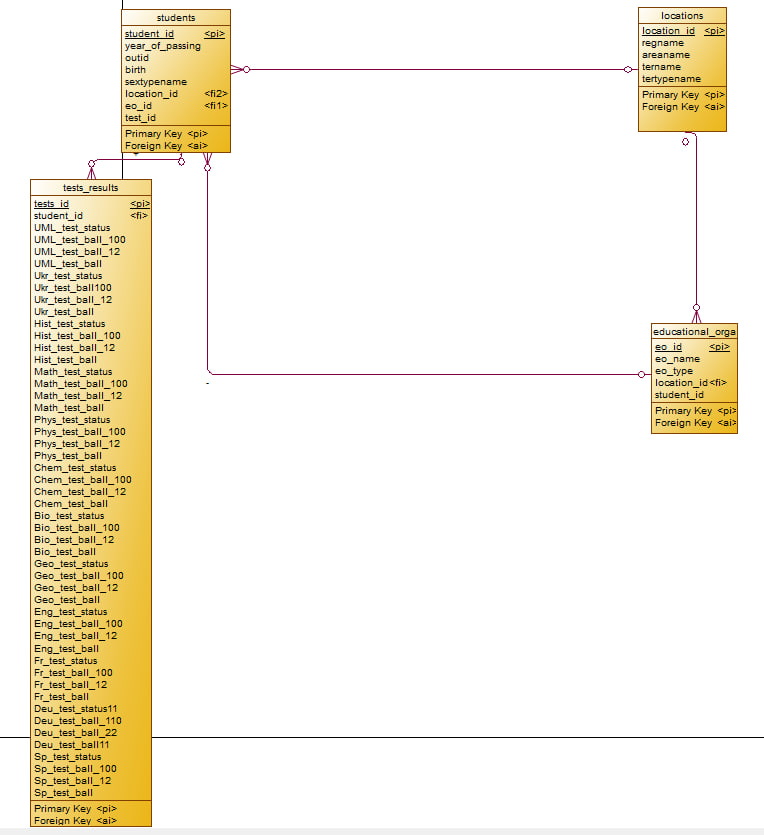 students
student_id <pi>
year_of_passing
outid
birth
sextypename
location_id <fi2>
eo_id <fi1>
test_id
Primary Key <pi>
Foreign Key <ai>
locations
location_id <pi>
regname
areaname
tername
tertypename
Primary Key <pi>
Foreign Key <ai>
tests_results
tests_id <pi>
student_id <fi>
UML_test_status
UML_test_ball_100
UML_test_ball_12
UML_test_ball
Ukr_test_status
Ukr_test_ball100
Ukr_test_ball_12
Ukr_test_ball
Hist_test_status
Hist_test_ball_100
Hist_test_ball_12
Hist_test_ball
Math_test_status
Math_test_ball_100
Math_test_ball_12
Math_test_ball
Phys_test_status
Phys_test_ball_100
Phys_test_ball_12
Phys_test_ball
Chem_test_status
Chem_test_ball_100
Chem_test_ball_12
Chem_test_ball
Bio_test_status
Bio_test_ball_100
Bio_test_ball_12
Bio_test_ball
Geo_test_status
Geo_test_ball_100
Geo_test_ball_12
Geo_test_ball
Eng_test_status
Eng_test_ball_100
Eng_test_ball_12
Eng_test_ball
Fr_test_status
Fr_test_ball_100
Fr_test_ball_12
Fr_test_ball
Deu_test_status11
Deu_test_ball_110
Deu_test_ball_22
Deu_test_ball11
Sp_test_status
Sp_test_ball_100
Sp_test_ball_12
Sp_test_ball
Primary Key <pi>
Foreign Key <ai>
educational_orga
eo_id <pi>
eo_name
eo_type
location_id <fi>
student_id
Primary Key <pi>
Foreign Key <ai>